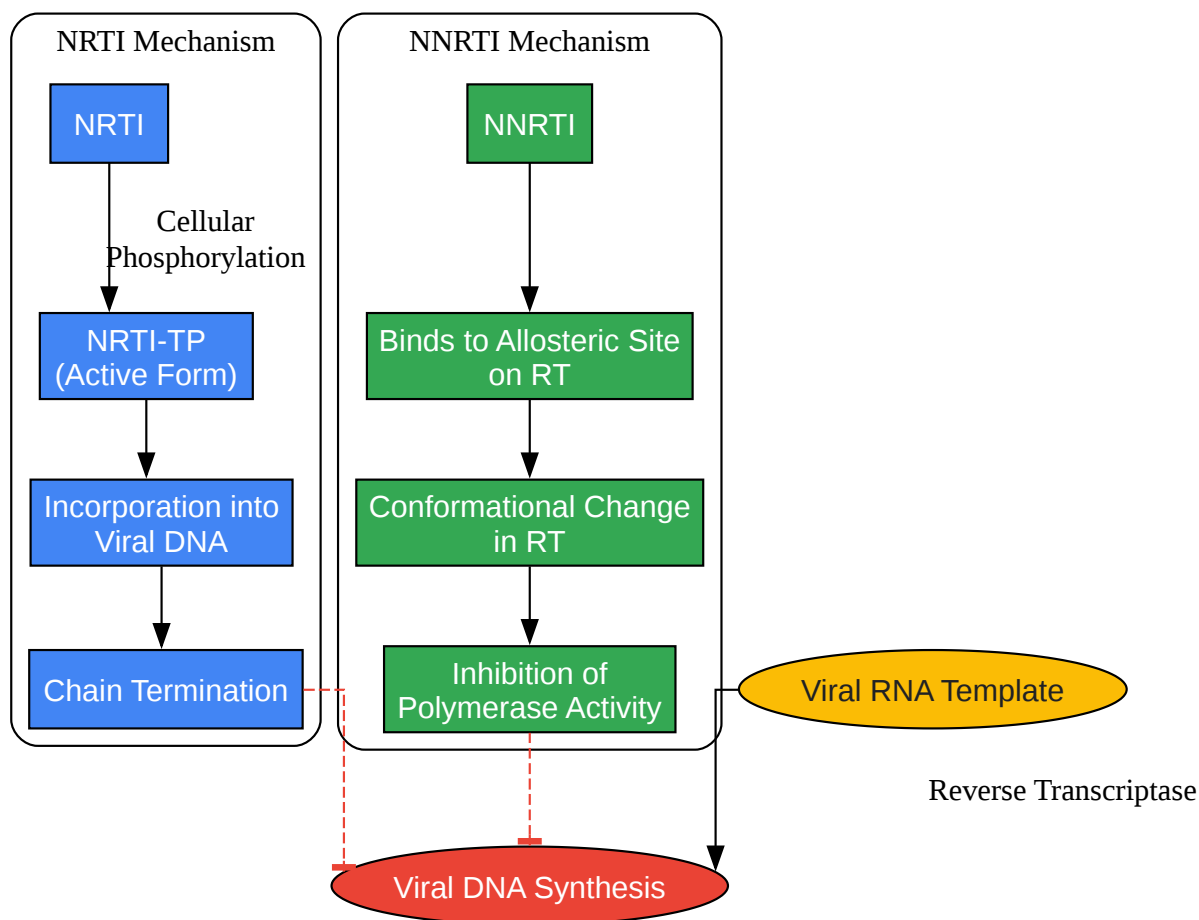 NRTI Mechanism
NRTI
Cellular
Phosphorylation
NRTI-TP
(Active Form)
Incorporation into
Viral DNA
Chain Termination
NNRTI Mechanism
NNRTI
Binds to Allosteric Site
on RT
Conformational Change
in RT
Inhibition of
Polymerase Activity
Viral RNA Template
Reverse Transcriptase
Viral DNA Synthesis